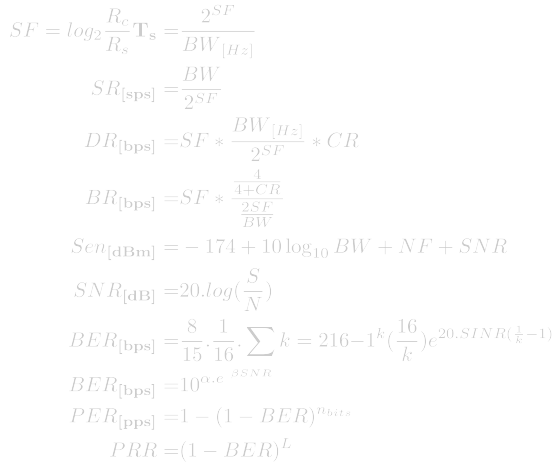 SF = log₂ R_c/R_s T_s = 2^{SF}/BW_{[Hz]}
SR_{[sps]} = BW/2^{SF}
DR_{[bps]} = SF * BW_{[Hz]}/2^{SF} * CR
BR_{[bps]} = SF * (4/(4+CR))/(2SF/BW)
Sen_{[dBm]} = −174 + 10 log₁₀ BW + NF + SNR
SNR_{[dB]} = 20.log(S/N)
BER_{[bps]} = 8/15 . 1/16 . ∑ k = 216−1^k (16/k) e^{20.SINR(1/k −1)}
BER_{[bps]} = 10^{α.e^{βSNR}}
PER_{[pps]} = 1 − (1 − BER)^{n_{bits}}
PRR = (1 − BER)^L